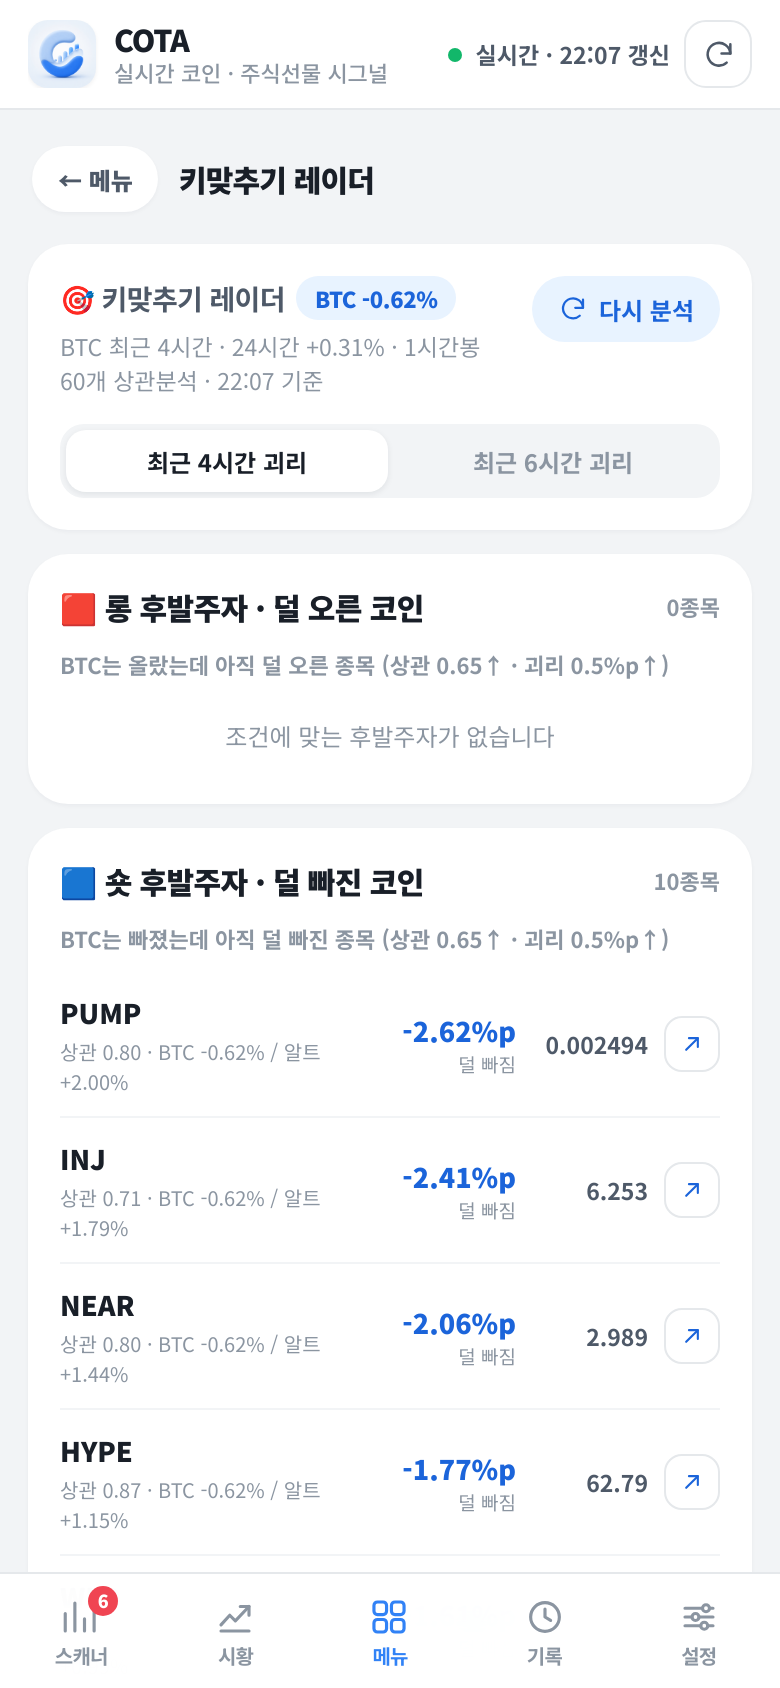 COTA
실시간 코인 · 주식선물 시그널
실시간 · 22:07 갱신
← 메뉴
키맞추기 레이더
🎯 키맞추기 레이더
BTC -0.62%
다시 분석
BTC 최근 4시간 · 24시간 +0.31% · 1시간봉
60개 상관분석 · 22:07 기준
최근 4시간 괴리
최근 6시간 괴리
🟥 롱 후발주자 · 덜 오른 코인
0종목
BTC는 올랐는데 아직 덜 오른 종목 (상관 0.65↑ · 괴리 0.5%p↑)
조건에 맞는 후발주자가 없습니다
🟦 숏 후발주자 · 덜 빠진 코인
10종목
BTC는 빠졌는데 아직 덜 빠진 종목 (상관 0.65↑ · 괴리 0.5%p↑)
PUMP
상관 0.80 · BTC -0.62% / 알트
+2.00%
-2.62%p
덜 빠짐
0.002494
INJ
상관 0.71 · BTC -0.62% / 알트
+1.79%
-2.41%p
덜 빠짐
6.253
NEAR
상관 0.80 · BTC -0.62% / 알트
+1.44%
-2.06%p
덜 빠짐
2.989
HYPE
상관 0.87 · BTC -0.62% / 알트
+1.15%
-1.77%p
덜 빠짐
62.79
6
스캐너
시황
메뉴
기록
설정